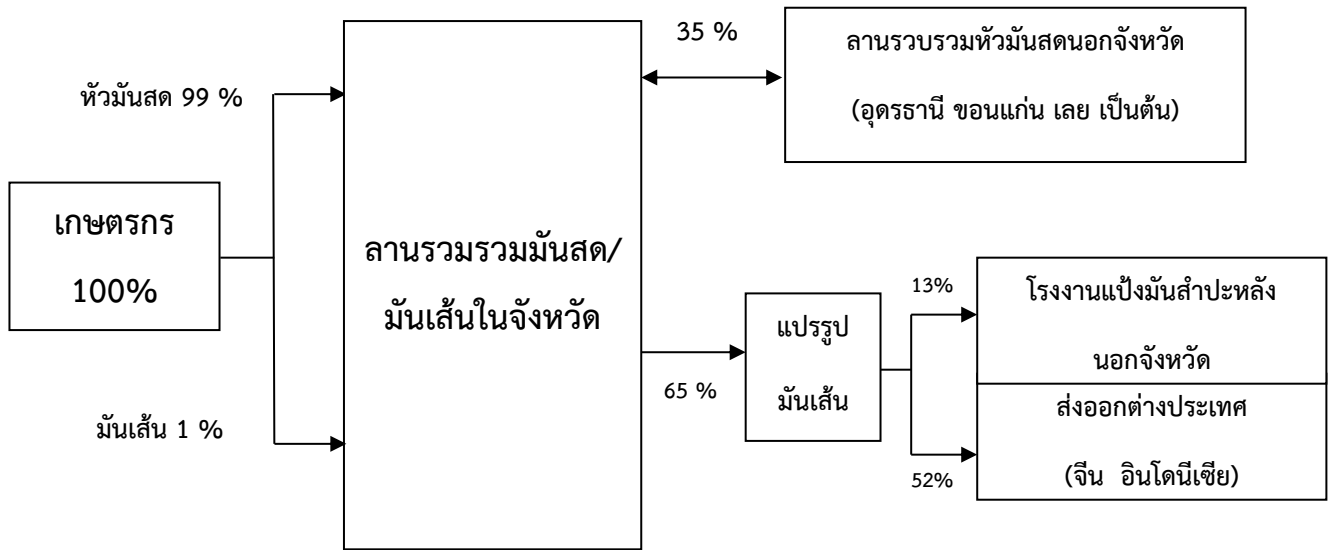 หัวมันสด 99 %
เกษตรกร
100%
มันเส้น 1 %
ลานรวมรวมมันสด/
มันเส้นในจังหวัด
35 %
ลานรวบรวมหัวมันสดนอกจังหวัด
(อุดรธานี ขอนแก่น เลย เป็นต้น)
65 %
แปรรูป
มันเส้น
13%
โรงงานแป้งมันสำปะหลัง
นอกจังหวัด
52%
ส่งออกต่างประเทศ
(จีน อินโดนีเซีย)